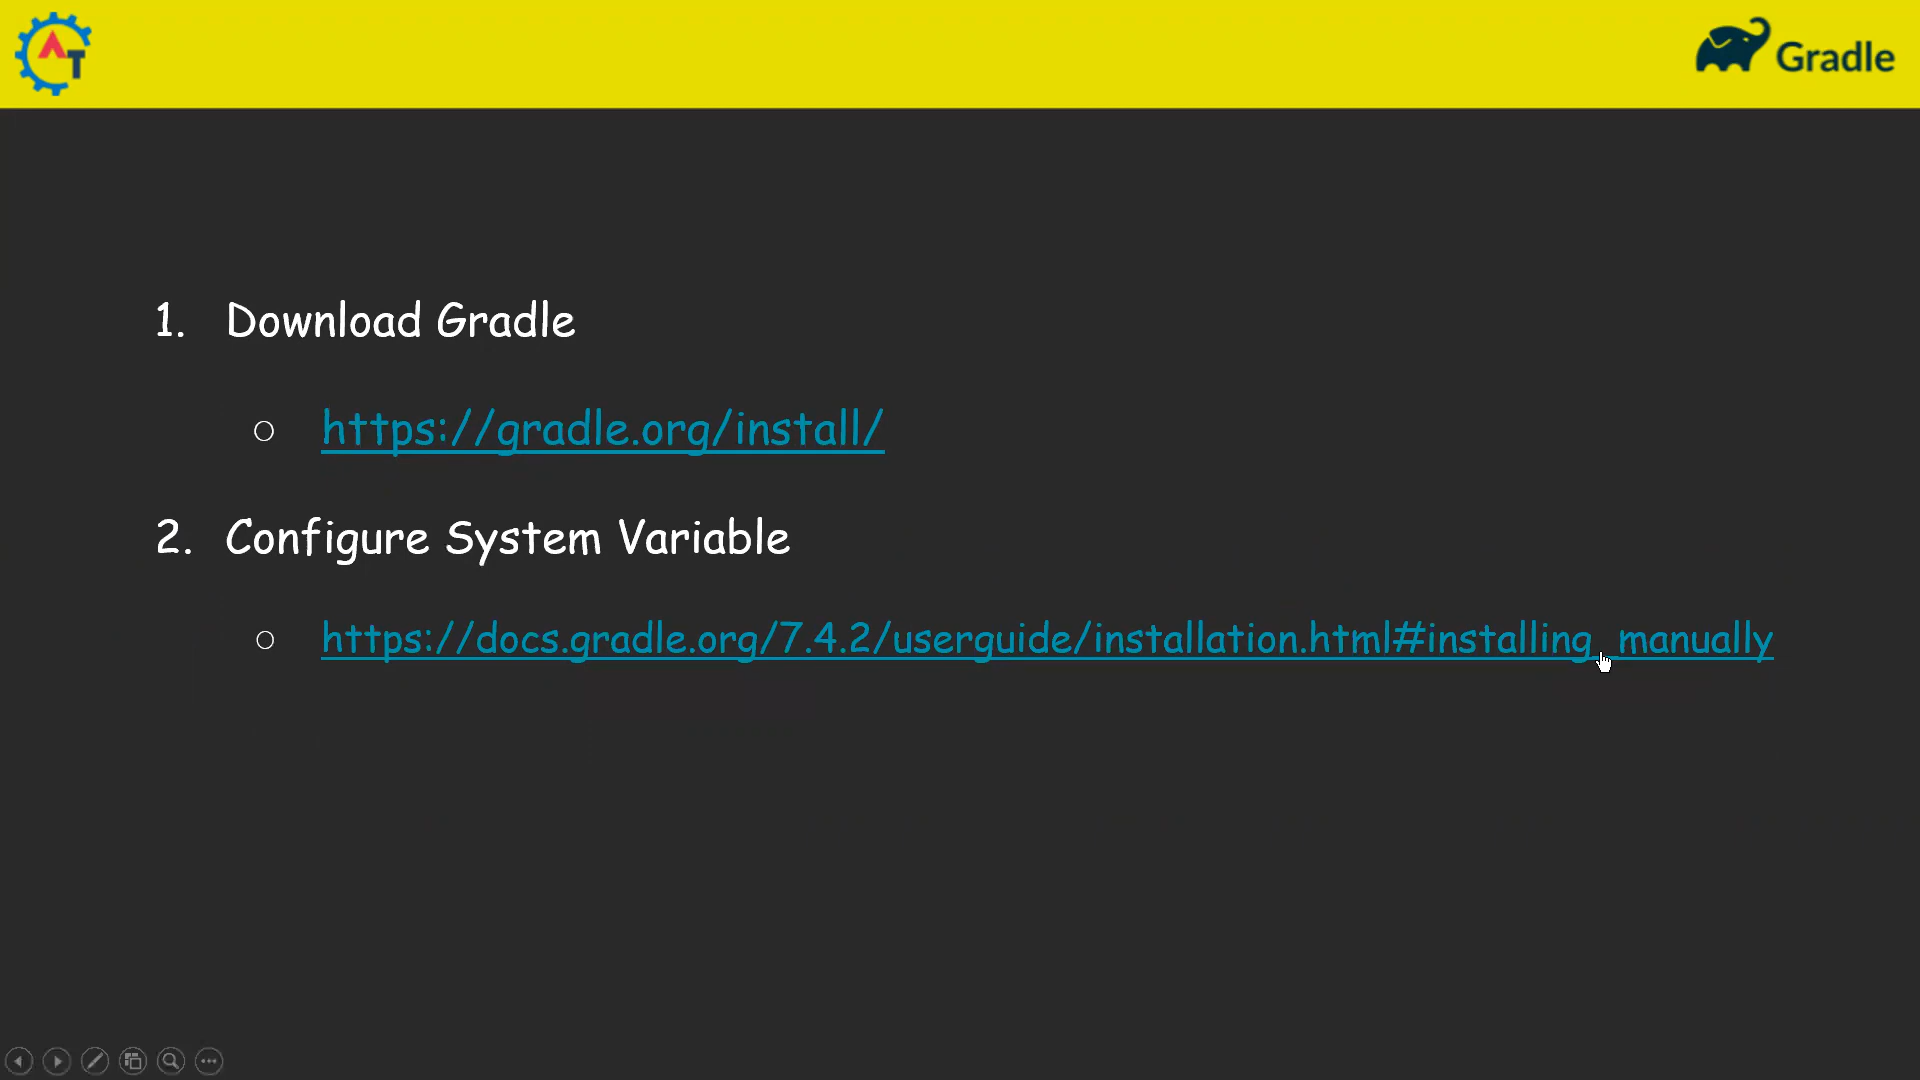 AT
Gradle
1. Download Gradle
○ https://gradle.org/install/
2. Configure System Variable
○ https://docs.gradle.org/7.4.2/userguide/installation.html#installing_manually